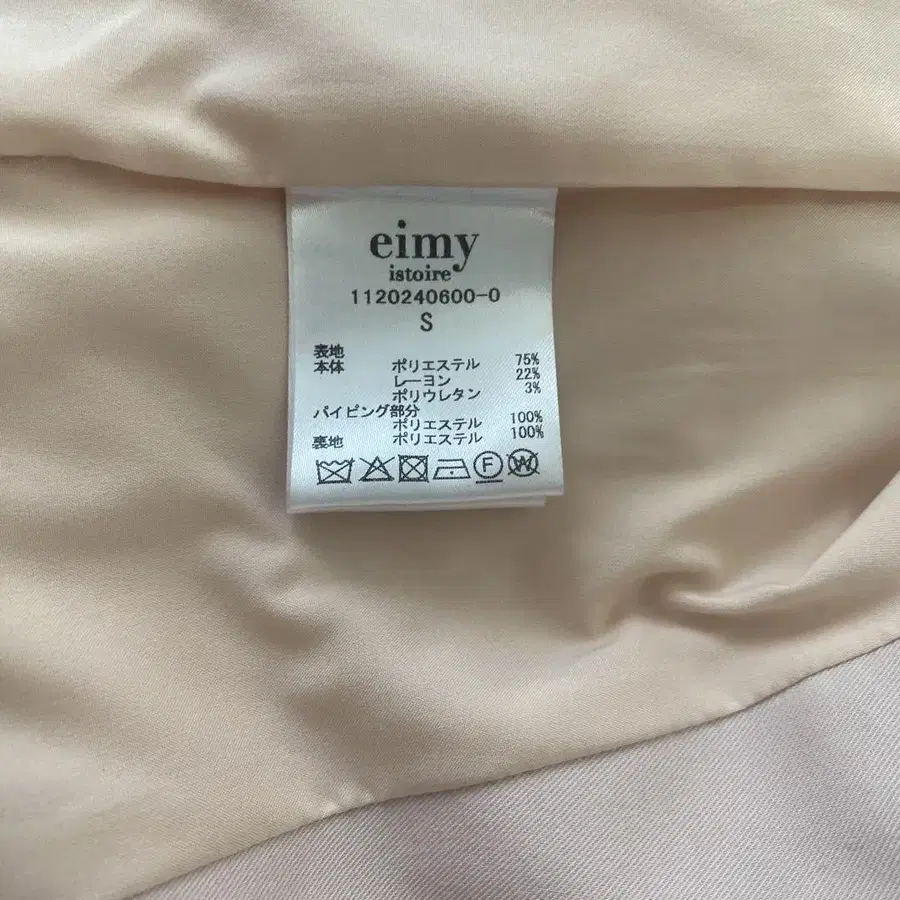 eimy
istoire
1120240600-0
S
表地
本体 ポリエステル 75%
レーヨン 22%
ポリウレタン 3%
パイピング部分
ポリエステル 100%
裏地 ポリエステル 100%
F W